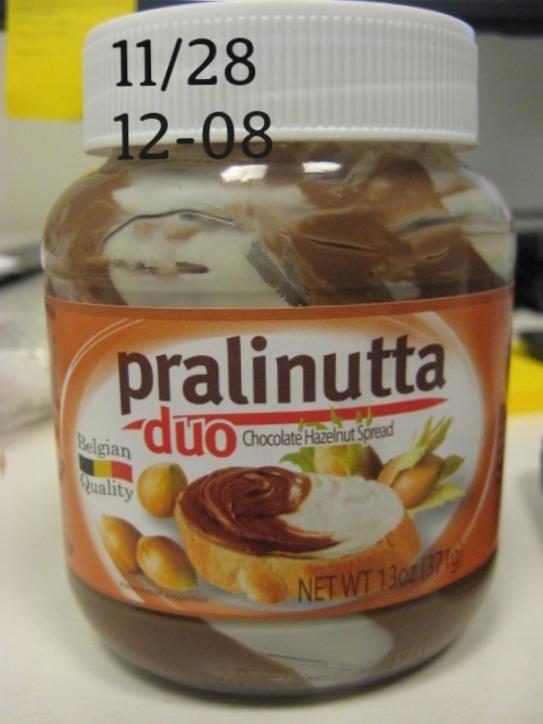 11/28
12-08
pralinutta
duo Chocolate Hazelnut Spread
Belgian
Quality
NET WT 13oz (371g)